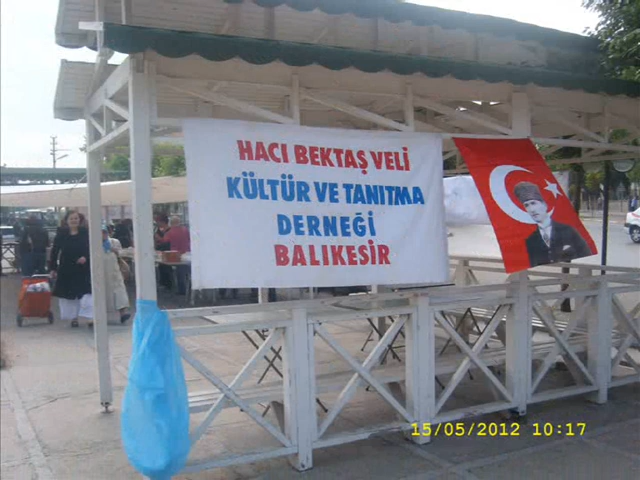 HACI BEKTAŞ VELİ
KÜLTÜR VE TANITMA
DERNEĞİ
BALIKESİR
15/05/2012 10:17